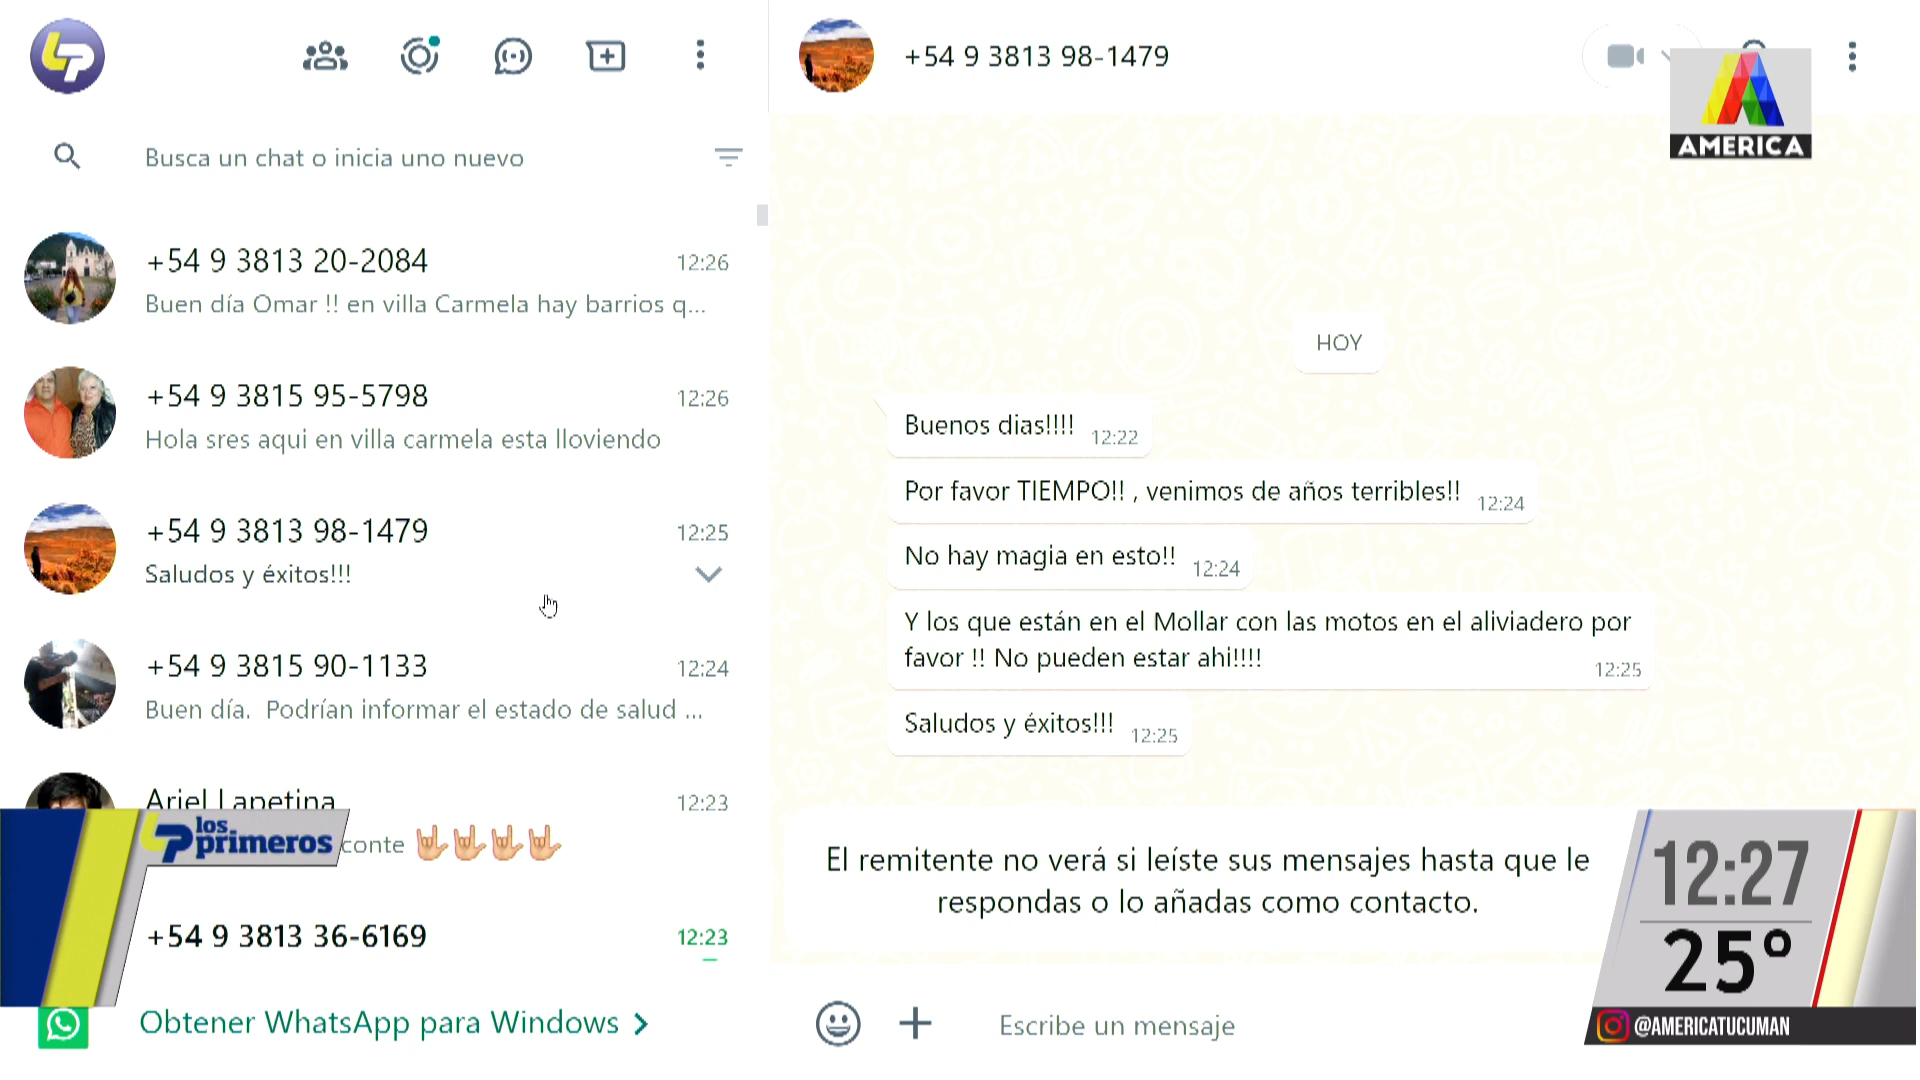 +54 9 3813 98-1479
AMERICA
Busca un chat o inicia uno nuevo
+54 9 3813 20-2084
12:26
Buen día Omar !! en villa Carmela hay barrios q...
+54 9 3815 95-5798
12:26
Hola sres aqui en villa carmela esta lloviendo
+54 9 3813 98-1479
12:25
Saludos y éxitos!!!
+54 9 3815 90-1133
12:24
Buen día. Podrían informar el estado de salud ...
Ariel Lapetina
12:23
conte 🤟🤟🤟🤟
+54 9 3813 36-6169
12:23
Obtener WhatsApp para Windows
HOY
Buenos dias!!!! 12:22
Por favor TIEMPO!! , venimos de años terribles!! 12:24
No hay magia en esto!! 12:24
Y los que están en el Mollar con las motos en el aliviadero por
favor !! No pueden estar ahi!!!! 12:25
Saludos y éxitos!!! 12:25
El remitente no verá si leíste sus mensajes hasta que le
respondas o lo añadas como contacto.
Escribe un mensaje
LP
los
primeros
12:27
25°
@AMERICATUCUMAN